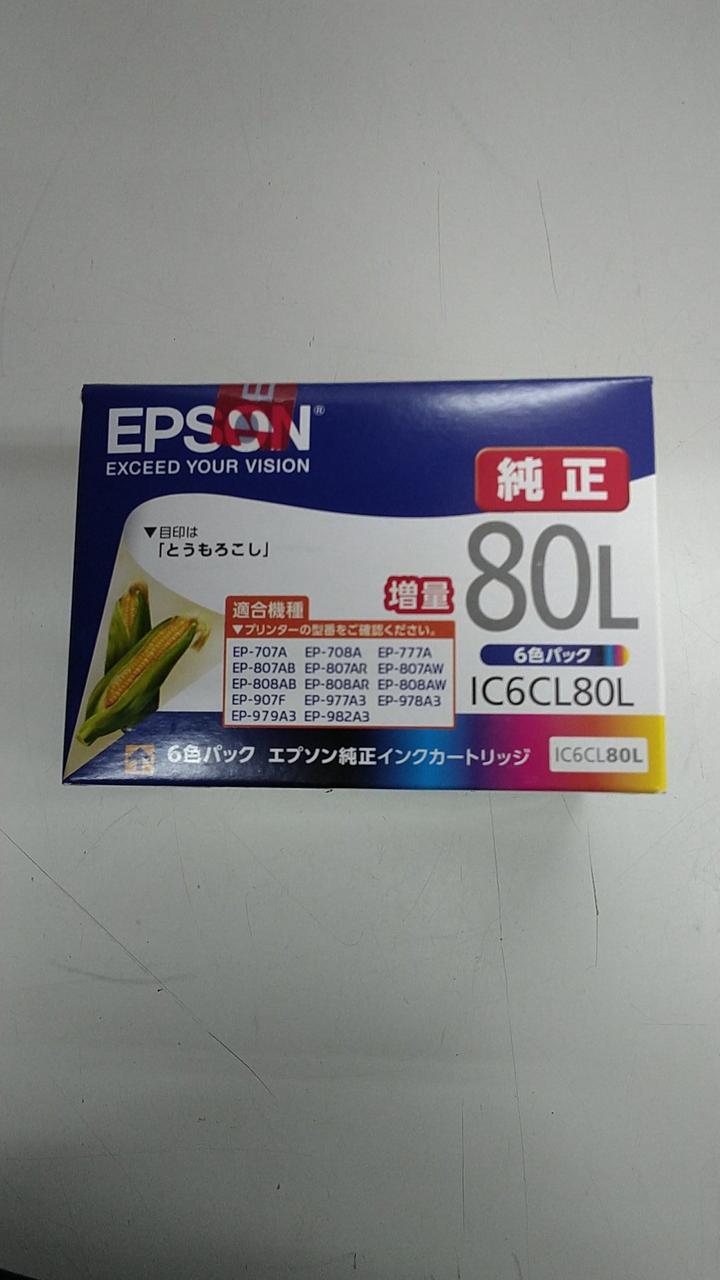 EPSON®
EXCEED YOUR VISION
純正
▼目印は
「とうもろこし」
増量
80L
6色パック
IC6CL80L
適合機種
▼プリンターの型番をご確認ください。
EP-707A EP-708A EP-777A
EP-807AB EP-807AR EP-807AW
EP-808AB EP-808AR EP-808AW
EP-907F EP-977A3 EP-978A3
EP-979A3 EP-982A3
6色パック エプソン純正インクカートリッジ IC6CL80L